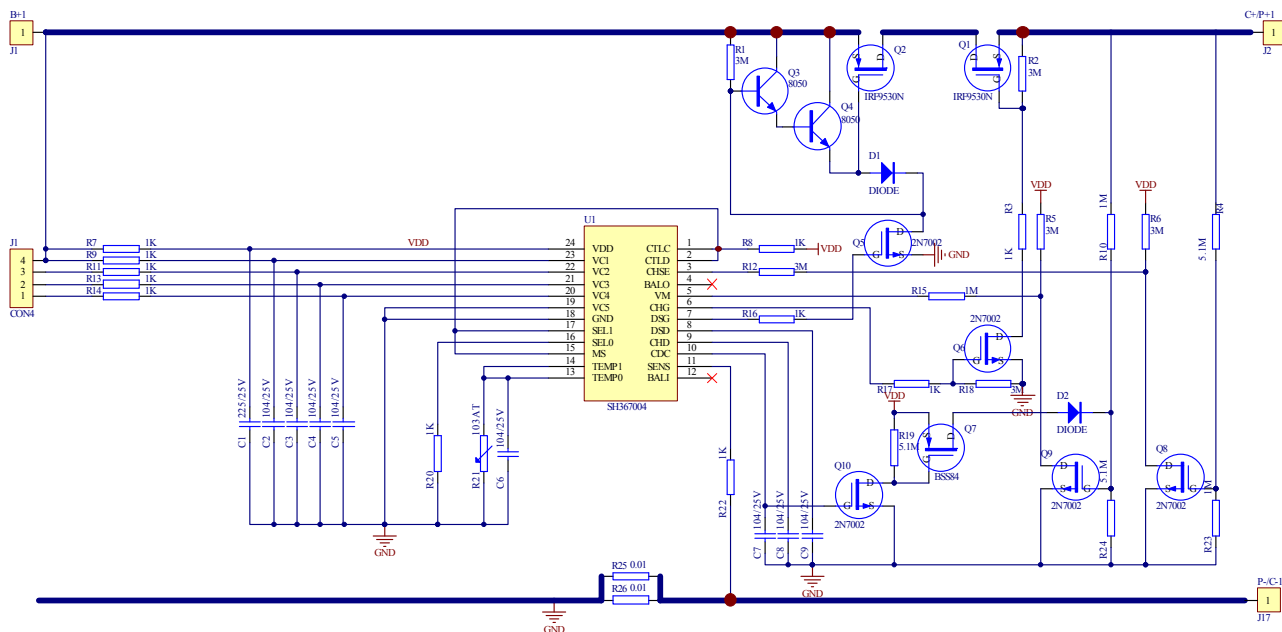 B+1
1
J1
C+/P+1
1
J2
R1
3M
Q3
8050
Q4
8050
Q2
S
D
G
IRF9530N
Q1
D
S
G
IRF9530N
R2
3M
D1
DIODE
Q5
D
G
S
2N7002
GND
VDD
R3
1K
R5
3M
1M
R10
VDD
R6
3M
R4
5.1M
J1
4
3
2
1
CON4
R7 1K
R9 1K
R11 1K
R13 1K
R14 1K
VDD
U1
24 VDD CTLC 1
23 VC1 CTLD 2
22 VC2 CHSE 3
21 VC3 BALO 4
20 VC4 VM 5
19 VC5 CHG 6
18 GND DSG 7
17 SEL1 DSD 8
16 SEL0 CHD 9
15 MS CDC 10
14 TEMP1 SENS 11
13 TEMP0 BALI 12
SH367004
R8 1K VDD
R12 3M
R15 1M
R16 1K
2N7002
Q6
D
G
S
R17 1K
R18 3M
GND
VDD
R19
5.1M
S
D
G
Q7
BSS84
D2
DIODE
C1 225/25V
C2 104/25V
C3 104/25V
C4 104/25V
C5 104/25V
R20 1K
R21 103AT
C6 104/25V
GND
R22 1K
Q10
D
G
S
2N7002
C7 104/25V
C8 104/25V
C9 104/25V
GND
Q9
D
S
G
2N7002
5.1M
R24
Q8
D
S
G
2N7002
1M
R23
R25 0.01
R26 0.01
GND
P-/C-1
1
J17